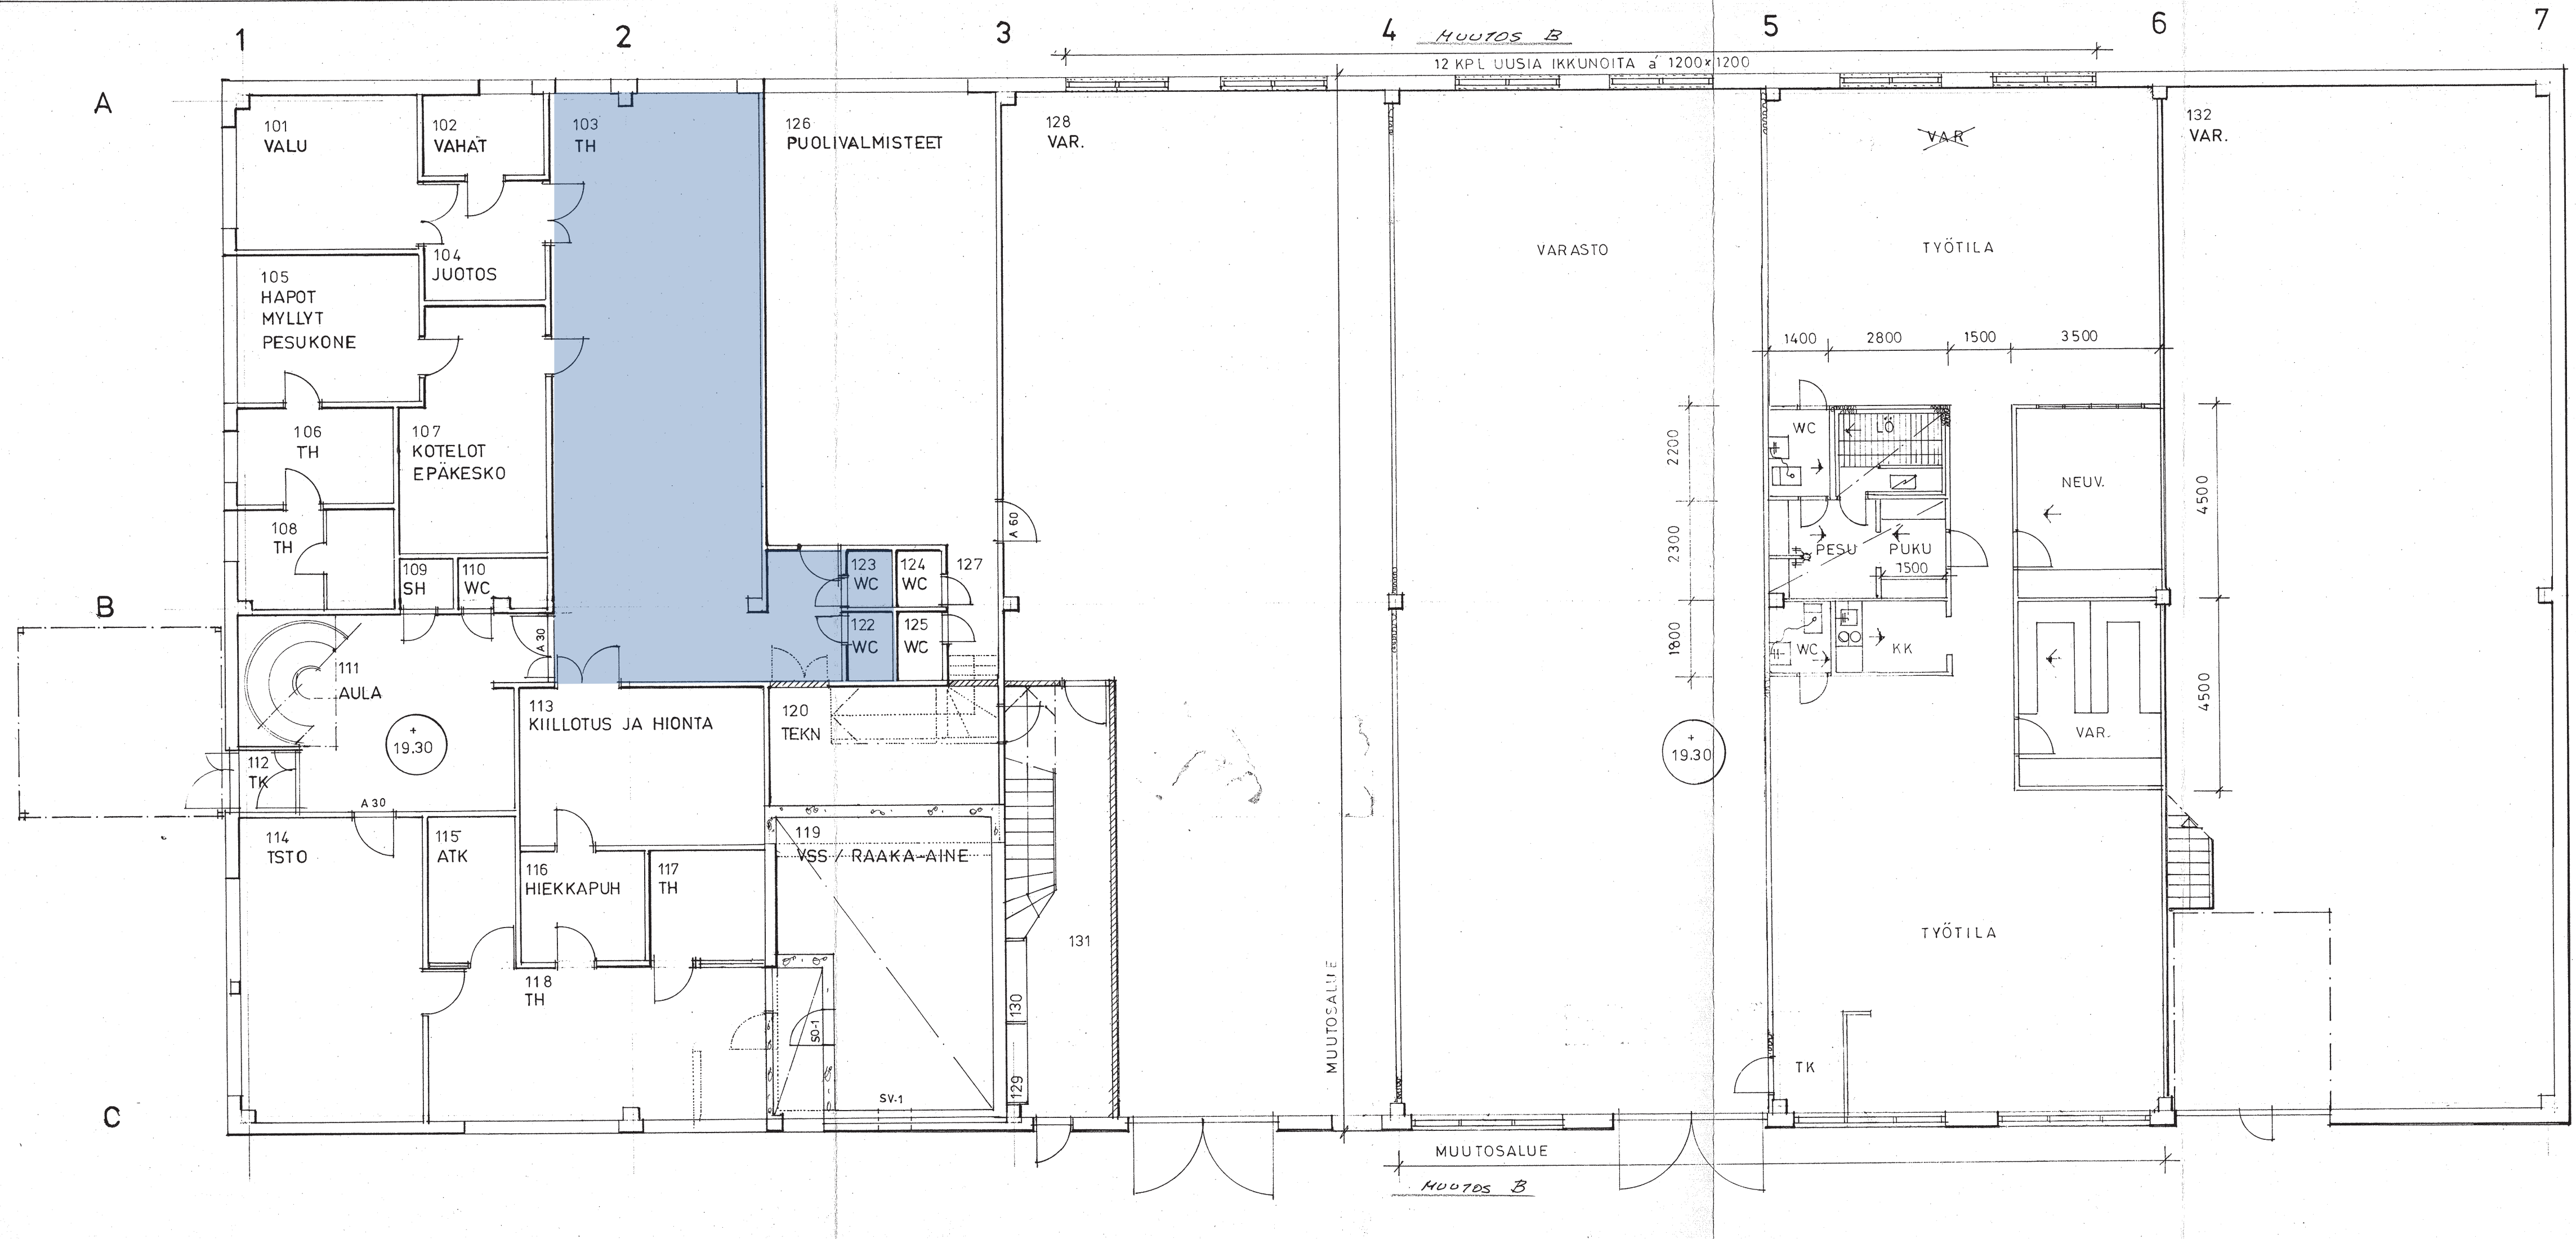 1
2
3
4
5
6
7
MUUTOS B
12 KPL UUSIA IKKUNOITA á 1200x1200
A
B
C
101
VALU
102
VAHAT
103
TH
126
PUOLIVALMISTEET
128
VAR.
VAR
132
VAR.
104
JUOTOS
VARASTO
TYÖTILA
105
HAPOT
MYLLYT
PESUKONE
1400
2800
1500
3500
106
TH
107
KOTELOT
EPÄKESKO
WC
LÖ
2200
NEUV.
4500
108
TH
A 60
109
SH
110
WC
123
WC
124
WC
127
2300
PESU
PUKU
1500
122
WC
125
WC
A 30
1800
WC
KK
4500
111
AULA
+
19.30
113
KIILLOTUS JA HIONTA
120
TEKN
+
19.30
VAR.
112
TK
A 30
114
TSTO
115
ATK
116
HIEKKAPUH
117
TH
119
VSS / RAAKA-AINE
131
TYÖTILA
118
TH
SO-1
130
129
SV-1
MUUTOSALUE
TK
MUUTOSALUE
MUUTOS B